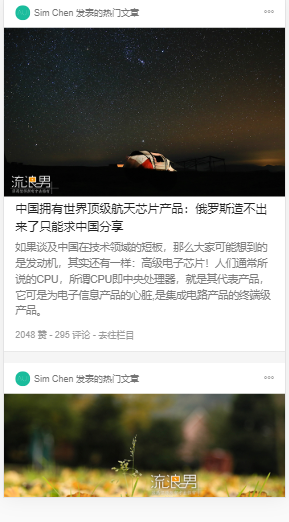 Sim Chen 发表的热门文章
流浪男
中国拥有世界顶级航天芯片产品：俄罗斯造不出
来了只能求中国分享
如果谈及中国在技术领域的短板，那么大家可能想到的
是发动机，其实还有一样：高级电子芯片！人们通常所
说的CPU，所谓CPU即中央处理器，就是其代表产品，
它可是为电子信息产品的心脏,是集成电路产品的终端级
产品。
2048 赞 - 295 评论 - 去往栏目
Sim Chen 发表的热门文章
流浪男